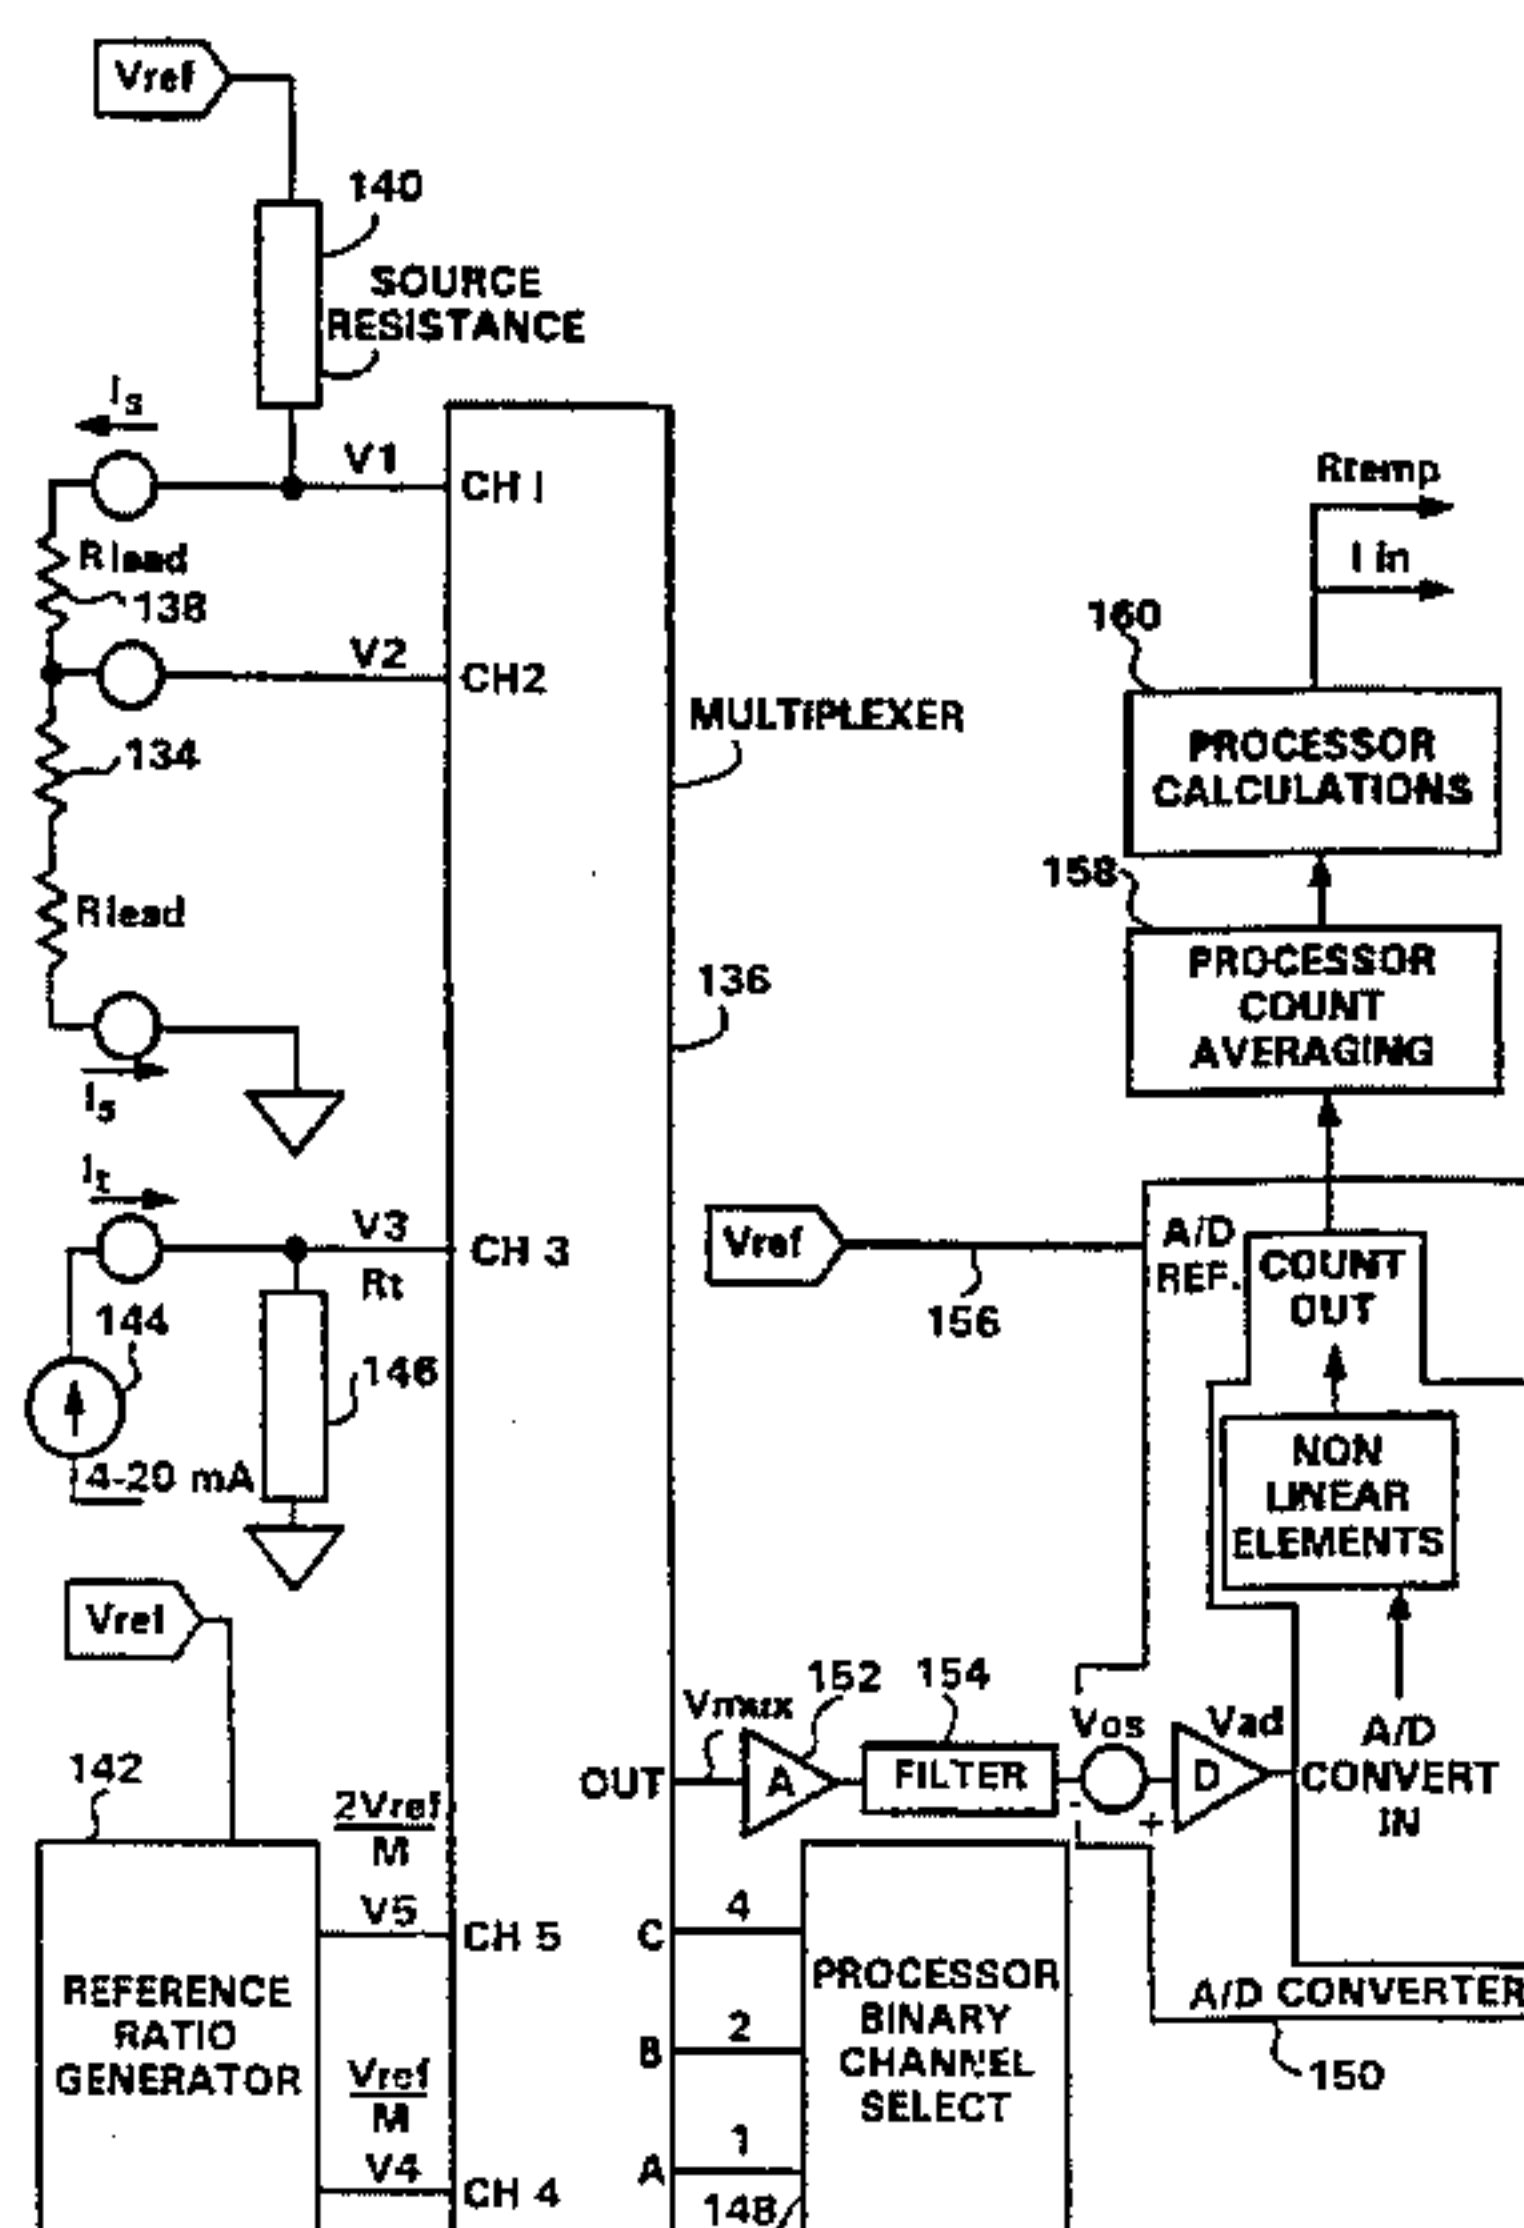 Vref
140
SOURCE
RESISTANCE
Is
V1
CH 1
R lead
138
V2
CH2
134
MULTIPLEXER
R lead
136
Is
It
V3
CH 3
Rt
144
146
4-20 mA
Vref
142
2Vref
M
V5
CH 5
REFERENCE
RATIO
GENERATOR
Vref
M
V4
CH 4
Rtemp
I in
160
PROCESSOR
CALCULATIONS
158
PROCESSOR
COUNT
AVERAGING
Vref
156
A/D
REF.
COUNT
OUT
NON
LINEAR
ELEMENTS
Vmux
152
154
Vos
Vad
OUT
A
FILTER
- +
D
A/D
CONVERT
IN
C
4
B
2
A
1
148
PROCESSOR
BINARY
CHANNEL
SELECT
A/D CONVERTER
150